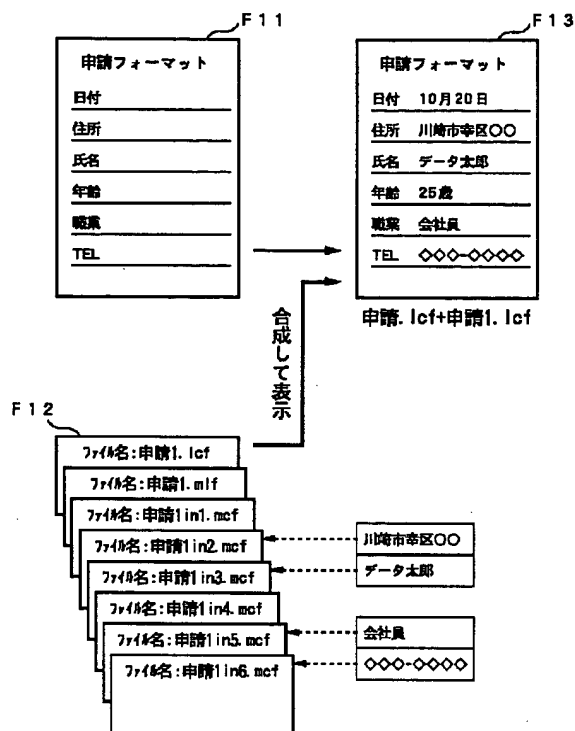 F11
申請フォーマット
日付
住所
氏名
年齢
職業
TEL
F13
申請フォーマット
日付 10月20日
住所 川崎市幸区〇〇
氏名 データ太郎
年齢 25歳
職業 会社員
TEL ◇◇◇-◇◇◇◇
申請.lcf+申請1.lcf
合成して表示
F12
ファイル名:申請1.lcf
ファイル名:申請1.mlf
ファイル名:申請1in1.mcf
ファイル名:申請1in2.mcf
ファイル名:申請1in3.mcf
ファイル名:申請1in4.mcf
ファイル名:申請1in5.mcf
ファイル名:申請1in6.mcf
川崎市幸区〇〇
データ太郎
会社員
◇◇◇-◇◇◇◇